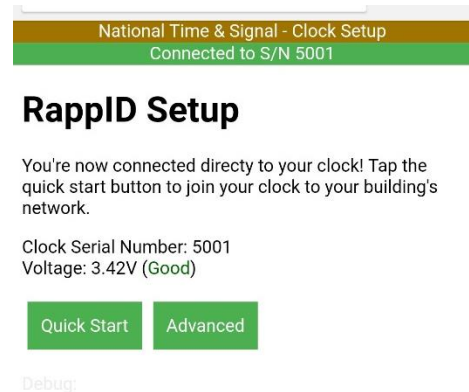 National Time & Signal - Clock Setup
Connected to S/N 5001
RappID Setup
You're now connected directy to your clock! Tap the
quick start button to join your clock to your building's
network.
Clock Serial Number: 5001
Voltage: 3.42V (Good)
Quick Start Advanced
Debug: